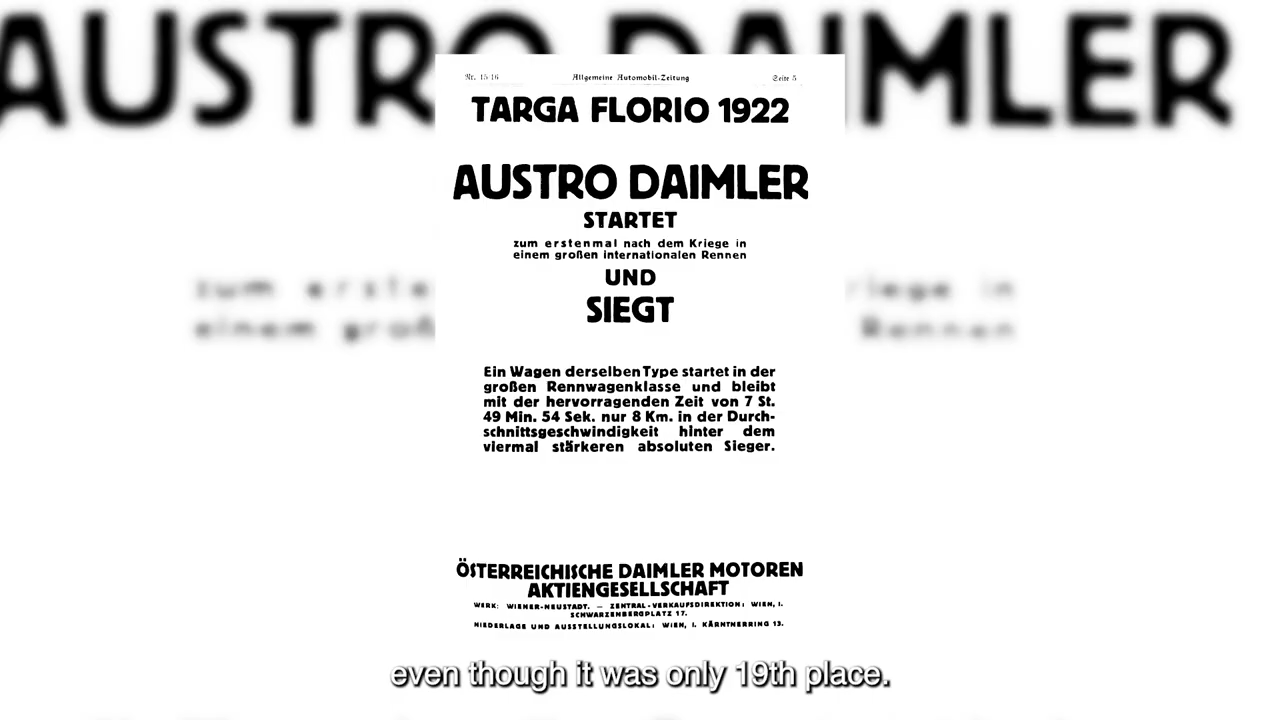 AUSTRO DAIMLER
Nr. 15-16 Allgemeine Automobil-Zeitung Seite 5
TARGA FLORIO 1922
AUSTRO DAIMLER
STARTET
zum erstenmal nach dem Kriege in
einem großen internationalen Rennen
UND
SIEGT
Ein Wagen derselben Type startet in der
großen Rennwagenklasse und bleibt
mit der hervorragenden Zeit von 7 St.
49 Min. 54 Sek. nur 8 Km. in der Durch-
schnittsgeschwindigkeit hinter dem
viermal stärkeren absoluten Sieger.
ÖSTERREICHISCHE DAIMLER MOTOREN
AKTIENGESELLSCHAFT
WERK: WIENER-NEUSTADT. — ZENTRAL-VERKAUFSDIREKTION: WIEN, I.
SCHWARZENBERGPLATZ 17.
NIEDERLAGE UND AUSSTELLUNGSLOKAL: WIEN, I. KÄRNTNERRING 13.
even though it was only 19th place.